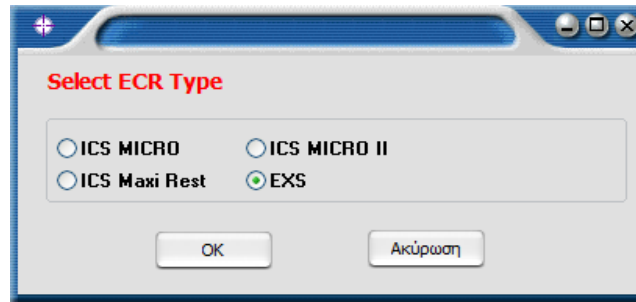 Select ECR Type
ICS MICRO ICS MICRO II
ICS Maxi Rest EXS
OK Ακύρωση